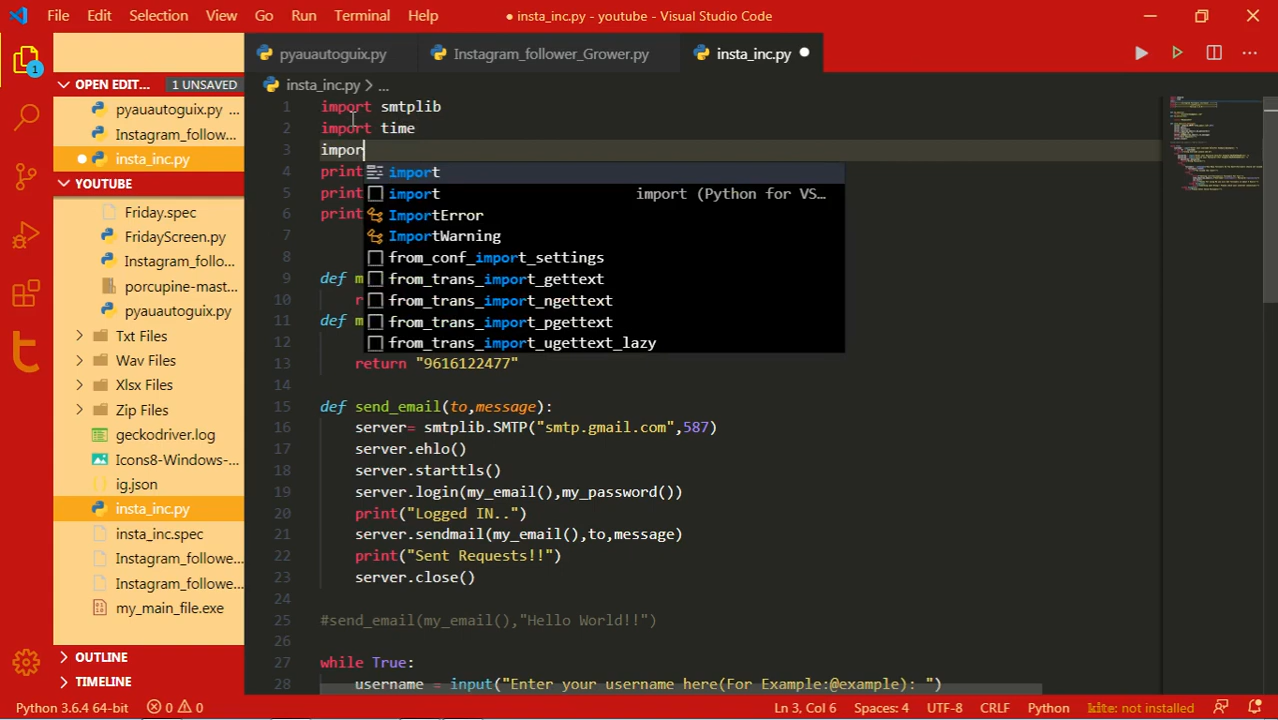 File Edit Selection View Go Run Terminal Help ● insta_inc.py - youtube - Visual Studio Code
1
pyauautoguix.py Instagram_follower_Grower.py insta_inc.py
OPEN EDIT... 1 UNSAVED
pyauautoguix.py ...
Instagram_follow...
insta_inc.py
YOUTUBE
Friday.spec
FridayScreen.py
Instagram_follo...
porcupine-mast...
pyauautoguix.py
Txt Files
Wav Files
Xlsx Files
Zip Files
geckodriver.log
Icons8-Windows-...
ig.json
insta_inc.py
insta_inc.spec
Instagram_followe...
Instagram_followe...
my_main_file.exe
OUTLINE
TIMELINE
insta_inc.py > ...
1 import smtplib
2 import time
3 impor
4 print
5 print
6 print
7
8
9 def m
10 r
11 def m
12
13 return "9616122477"
14
15 def send_email(to,message):
16 server= smtplib.SMTP("smtp.gmail.com",587)
17 server.ehlo()
18 server.starttls()
19 server.login(my_email(),my_password())
20 print("Logged IN..")
21 server.sendmail(my_email(),to,message)
22 print("Sent Requests!!")
23 server.close()
24
25 #send_email(my_email(),"Hello World!!")
26
27 while True:
28 username = input("Enter your username here(For Example:@example): ")
import
import import (Python for VS...
ImportError
ImportWarning
from_conf_import_settings
from_trans_import_gettext
from_trans_import_ngettext
from_trans_import_pgettext
from_trans_import_ugettext_lazy
Python 3.6.4 64-bit 0 0 Ln 3, Col 6 Spaces: 4 UTF-8 CRLF Python kite: not installed